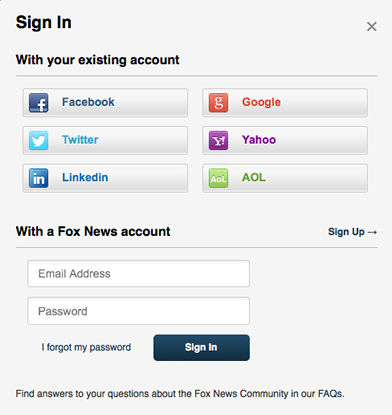 Sign In
With your existing account
Facebook
g Google
Twitter
Y! Yahoo
in Linkedin
Aol. AOL
With a Fox News account
Sign Up →
Email Address
Password
I forgot my password
Sign In
Find answers to your questions about the Fox News Community in our FAQs.